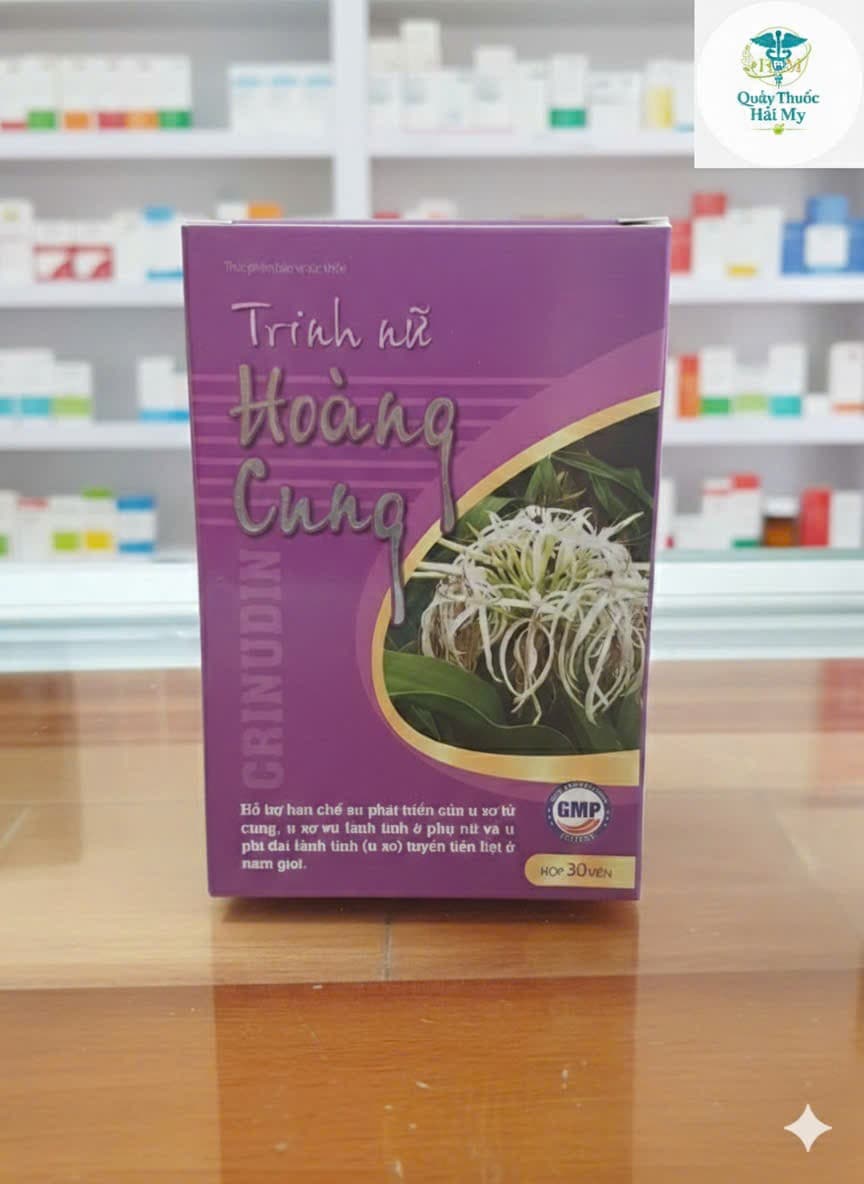 Quầy Thuốc
Hải My
Trinh nữ
Hoàng
Cung
CRINUDIN
Hỗ trợ hạn chế sự phát triển của u xơ tử
cung, u xơ vú lành tính ở phụ nữ và u
phì đại lành tính (u xơ) tuyến tiền liệt ở
nam giới.
GMP
HỘP 30 VIÊN